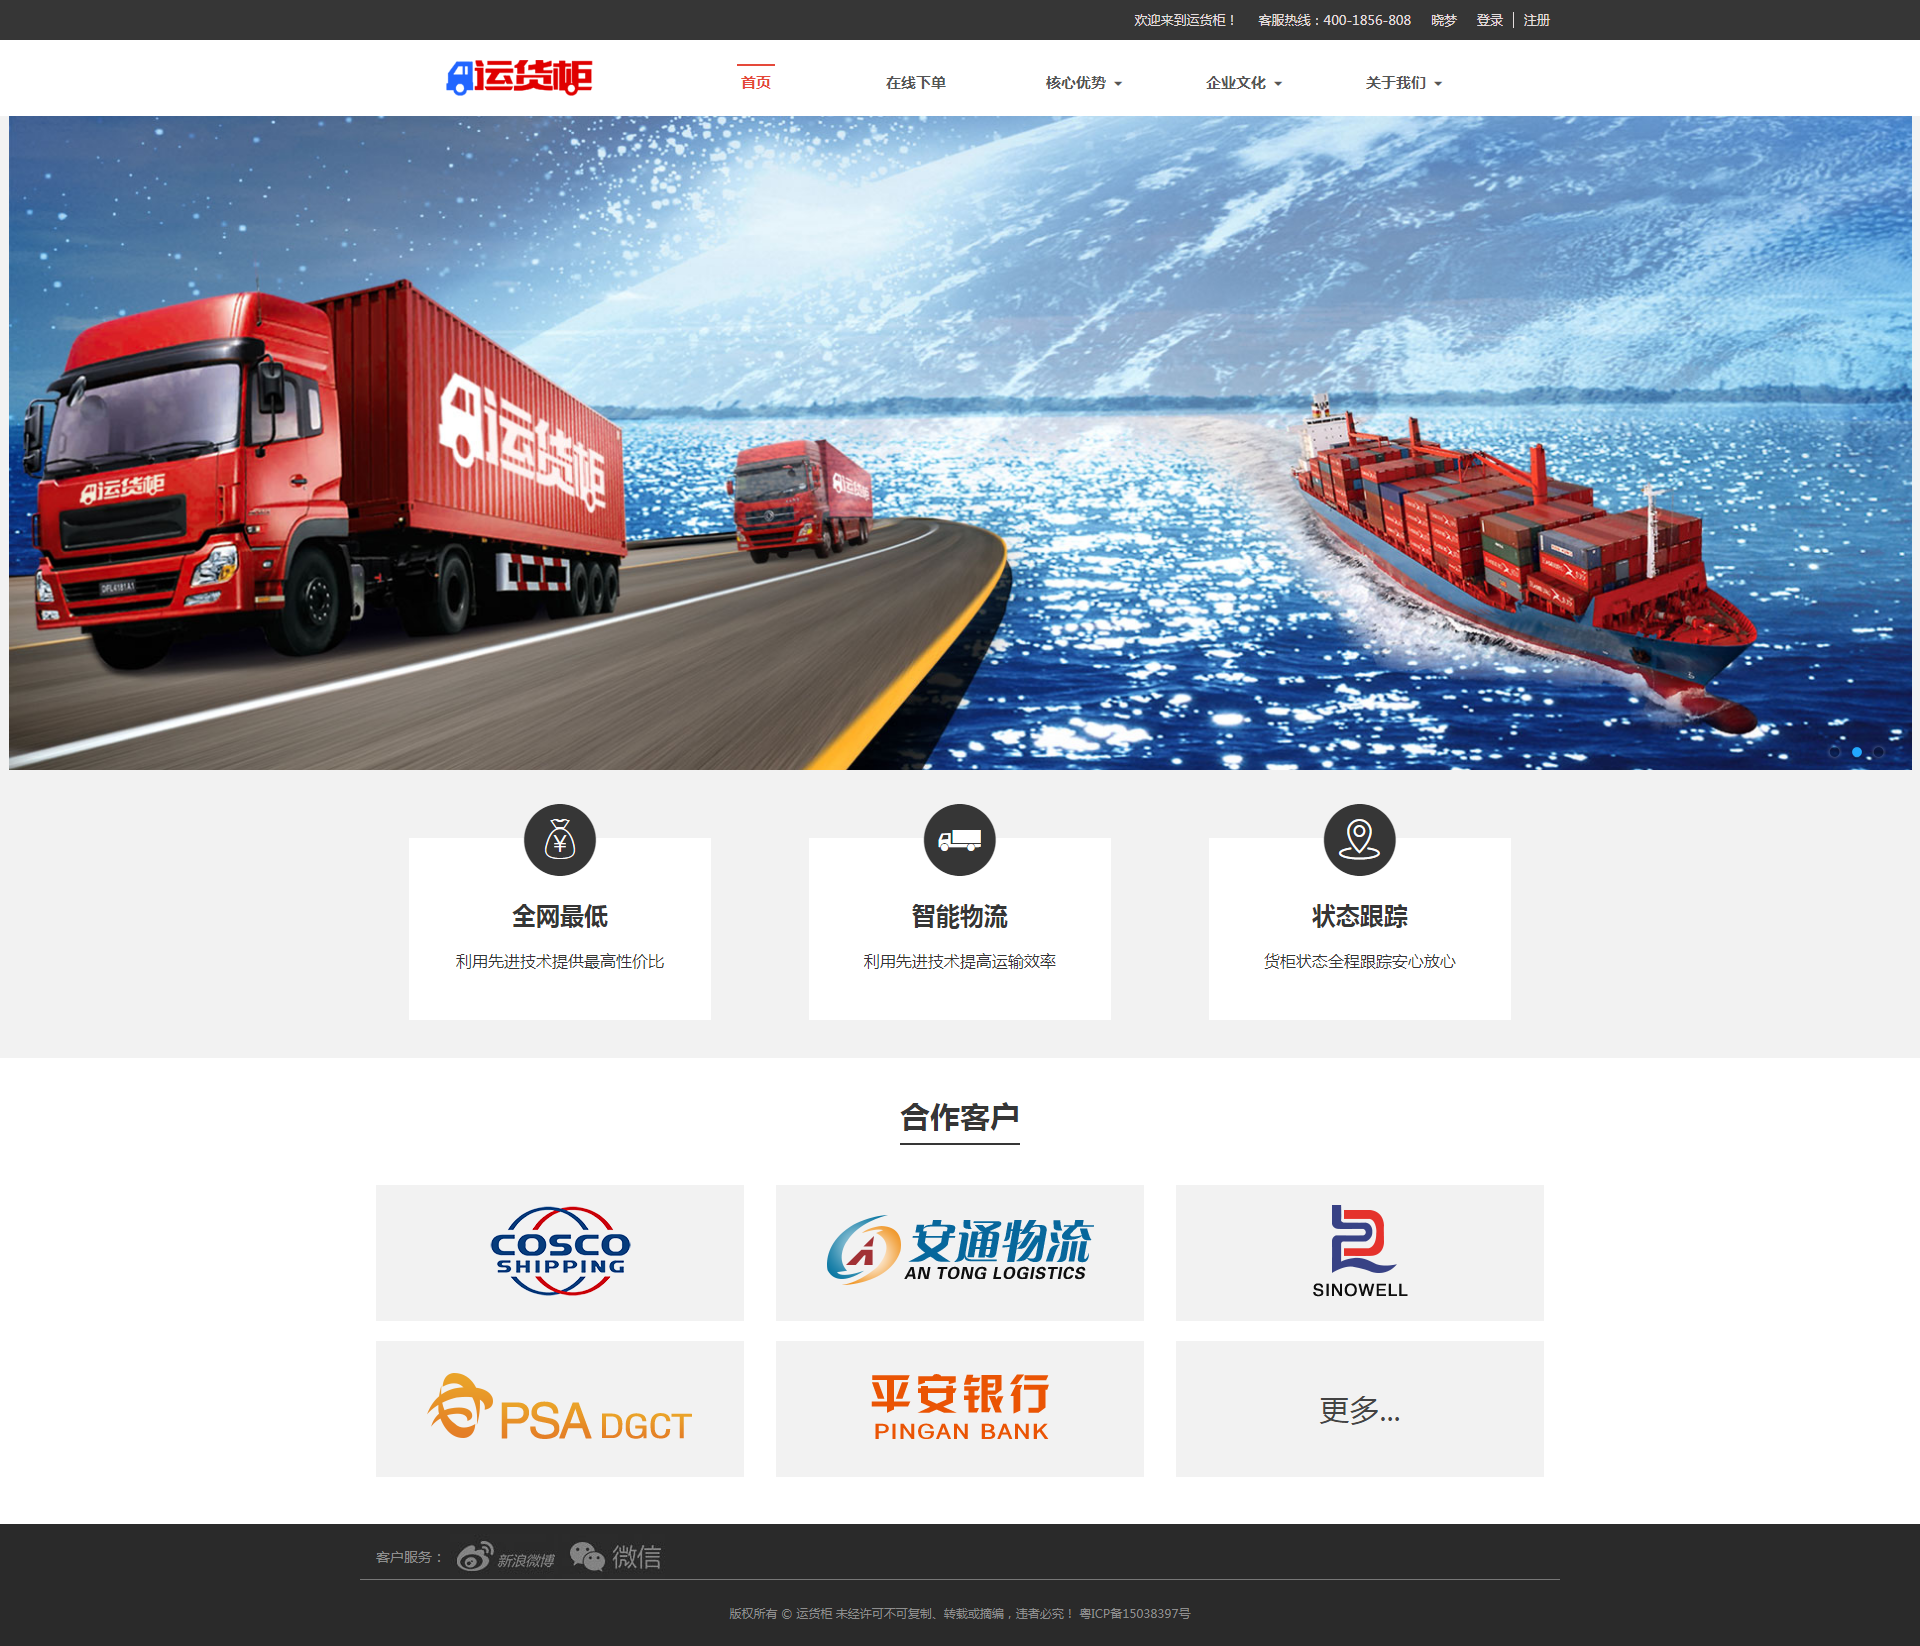 欢迎来到运货柜！ 客服热线：400-1856-808 晓梦 登录 注册
运货柜 首页 在线下单 核心优势 企业文化 关于我们
运货柜
运货柜
运货柜
DFL4181A1
全网最低 智能物流 状态跟踪
利用先进技术提供最高性价比 利用先进技术提高运输效率 货柜状态全程跟踪安心放心
合作客户
COSCO
SHIPPING
安通物流
AN TONG LOGISTICS
SINOWELL
PSA DGCT
平安银行
PINGAN BANK
更多...
客户服务： 新浪微博 微信
版权所有 © 运货柜 未经许可不可复制、转载或摘编，违者必究！ 粤ICP备15038397号